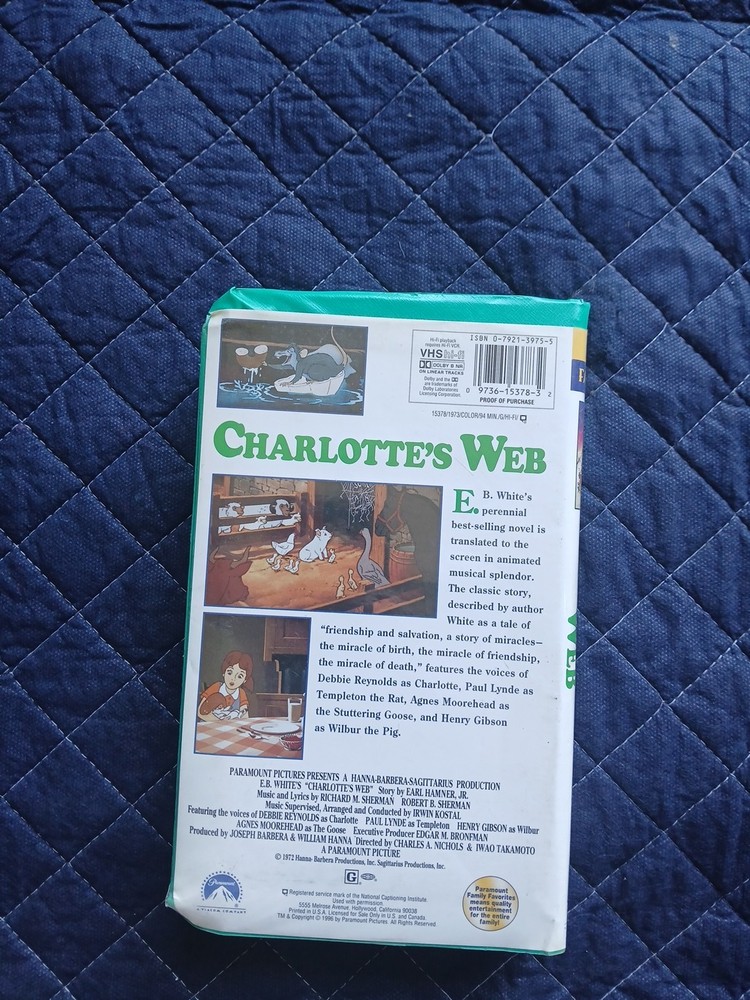 Hi-Fi playback
requires Hi-Fi VCR.
VHS hi-fi
DOLBY B NR
ON LINEAR TRACKS
Dolby and the
are trademarks of
Dolby Laboratories
Licensing Corporation.
ISBN 0-7921-3975-5
0 9736-15378-3 2
PROOF OF PURCHASE
15378/1973/COLOR/94 MIN./G/HI-FI/
CHARLOTTE'S WEB
E. B. White's
perennial
best-selling novel is
translated to the
screen in animated
musical splendor.
The classic story,
described by author
White as a tale of
"friendship and salvation, a story of miracles—
the miracle of birth, the miracle of friendship,
the miracle of death," features the voices of
Debbie Reynolds as Charlotte, Paul Lynde as
Templeton the Rat, Agnes Moorehead as
the Stuttering Goose, and Henry Gibson
as Wilbur the Pig.
PARAMOUNT PICTURES PRESENTS A HANNA-BARBERA-SAGITTARIUS PRODUCTION
E.B. WHITE'S "CHARLOTTE'S WEB" Story by EARL HAMNER, JR.
Music and Lyrics by RICHARD M. SHERMAN ROBERT B. SHERMAN
Music Supervised, Arranged and Conducted by IRWIN KOSTAL
Featuring the voices of DEBBIE REYNOLDS as Charlotte PAUL LYNDE as Templeton HENRY GIBSON as Wilbur
AGNES MOOREHEAD as The Goose Executive Producer EDGAR M. BRONFMAN
Produced by JOSEPH BARBERA & WILLIAM HANNA Directed by CHARLES A. NICHOLS & IWAO TAKAMOTO
A PARAMOUNT PICTURE
© 1972 Hanna-Barbera Productions, Inc. Sagittarius Productions, Inc.
G
Paramount
A VIACOM COMPANY
Registered service mark of the National Captioning Institute
Used with permission.
5555 Melrose Avenue, Hollywood, California 90038
Printed in U.S.A. Licensed for Sale Only in U.S. and Canada.
TM & Copyright © 1996 by Paramount Pictures. All Rights Reserved
Paramount
Family Favorites
means quality
entertainment
for the entire
family!
WEB